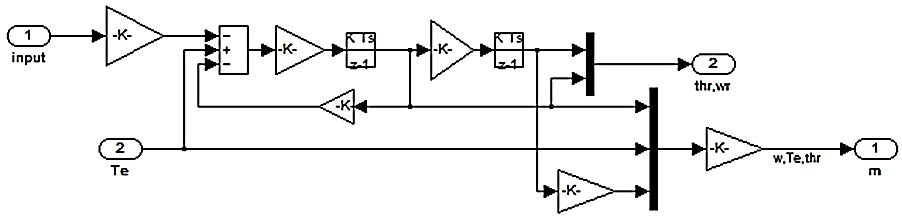 1
input
-K-
−
+
−
-K-
K Ts
z-1
-K-
K Ts
z-1
2
thr,wr
-K
2
Te
-K-
w,Te,thr
1
m
-K-